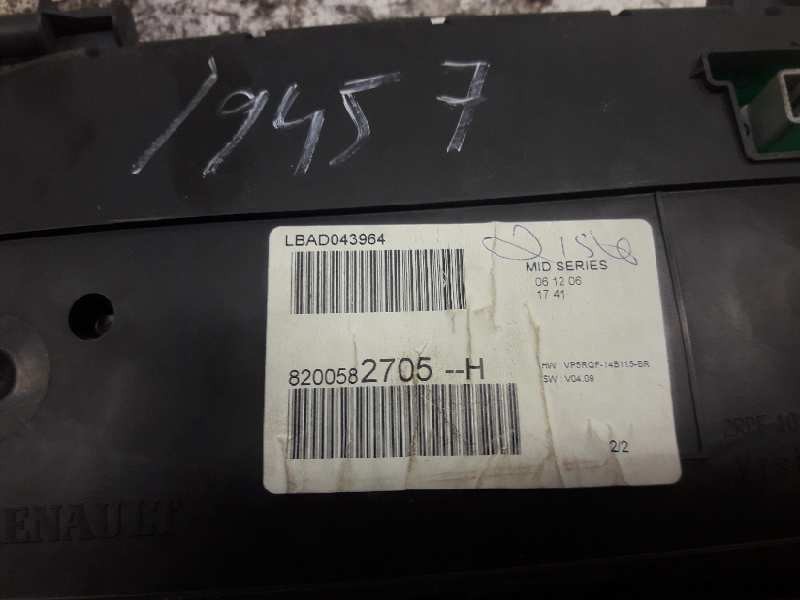 19457
LBAD043964
MID SERIES
06 12 06
17 41
8200582705 --H
HW : VP5RQF-14B115-BR
SW : V04.09
2/2
RENAULT